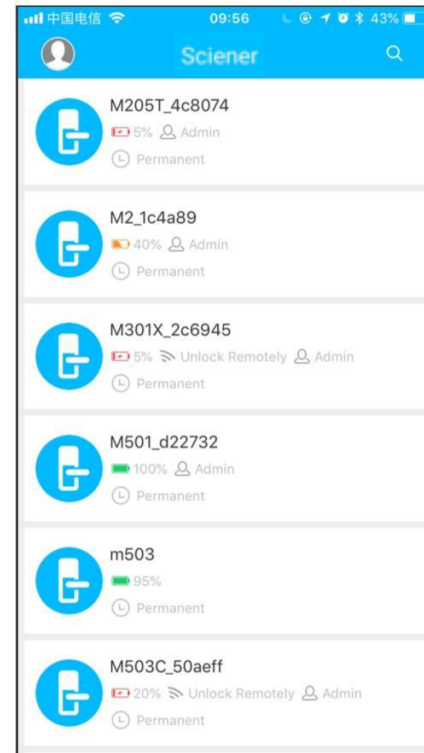 中国电信 09:56 43%
Sciener
M205T_4c8074
5% Admin
Permanent
M2_1c4a89
40% Admin
Permanent
M301X_2c6945
5% Unlock Remotely Admin
Permanent
M501_d22732
100% Admin
Permanent
m503
95%
Permanent
M503C_50aeff
20% Unlock Remotely Admin
Permanent